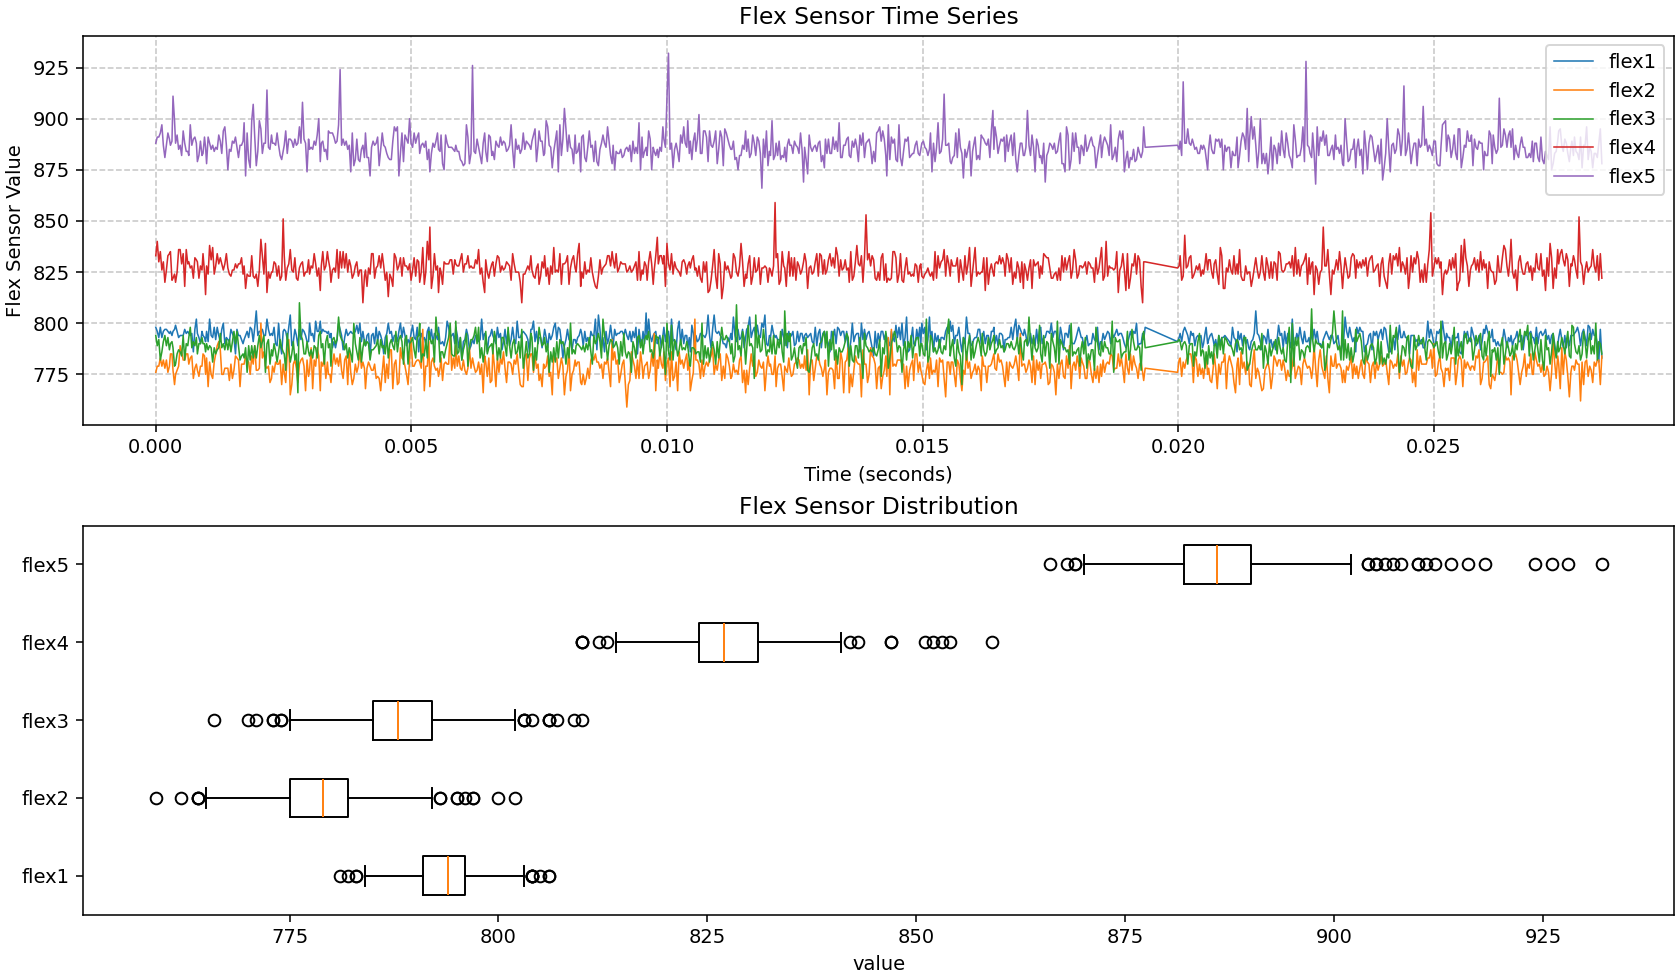 Flex Sensor Time Series
Flex Sensor Value
925
900
875
850
825
800
775
flex1
flex2
flex3
flex4
flex5
0.000 0.005 0.010 0.015 0.020 0.025
Time (seconds)
Flex Sensor Distribution
flex5
flex4
flex3
flex2
flex1
775 800 825 850 875 900 925
value